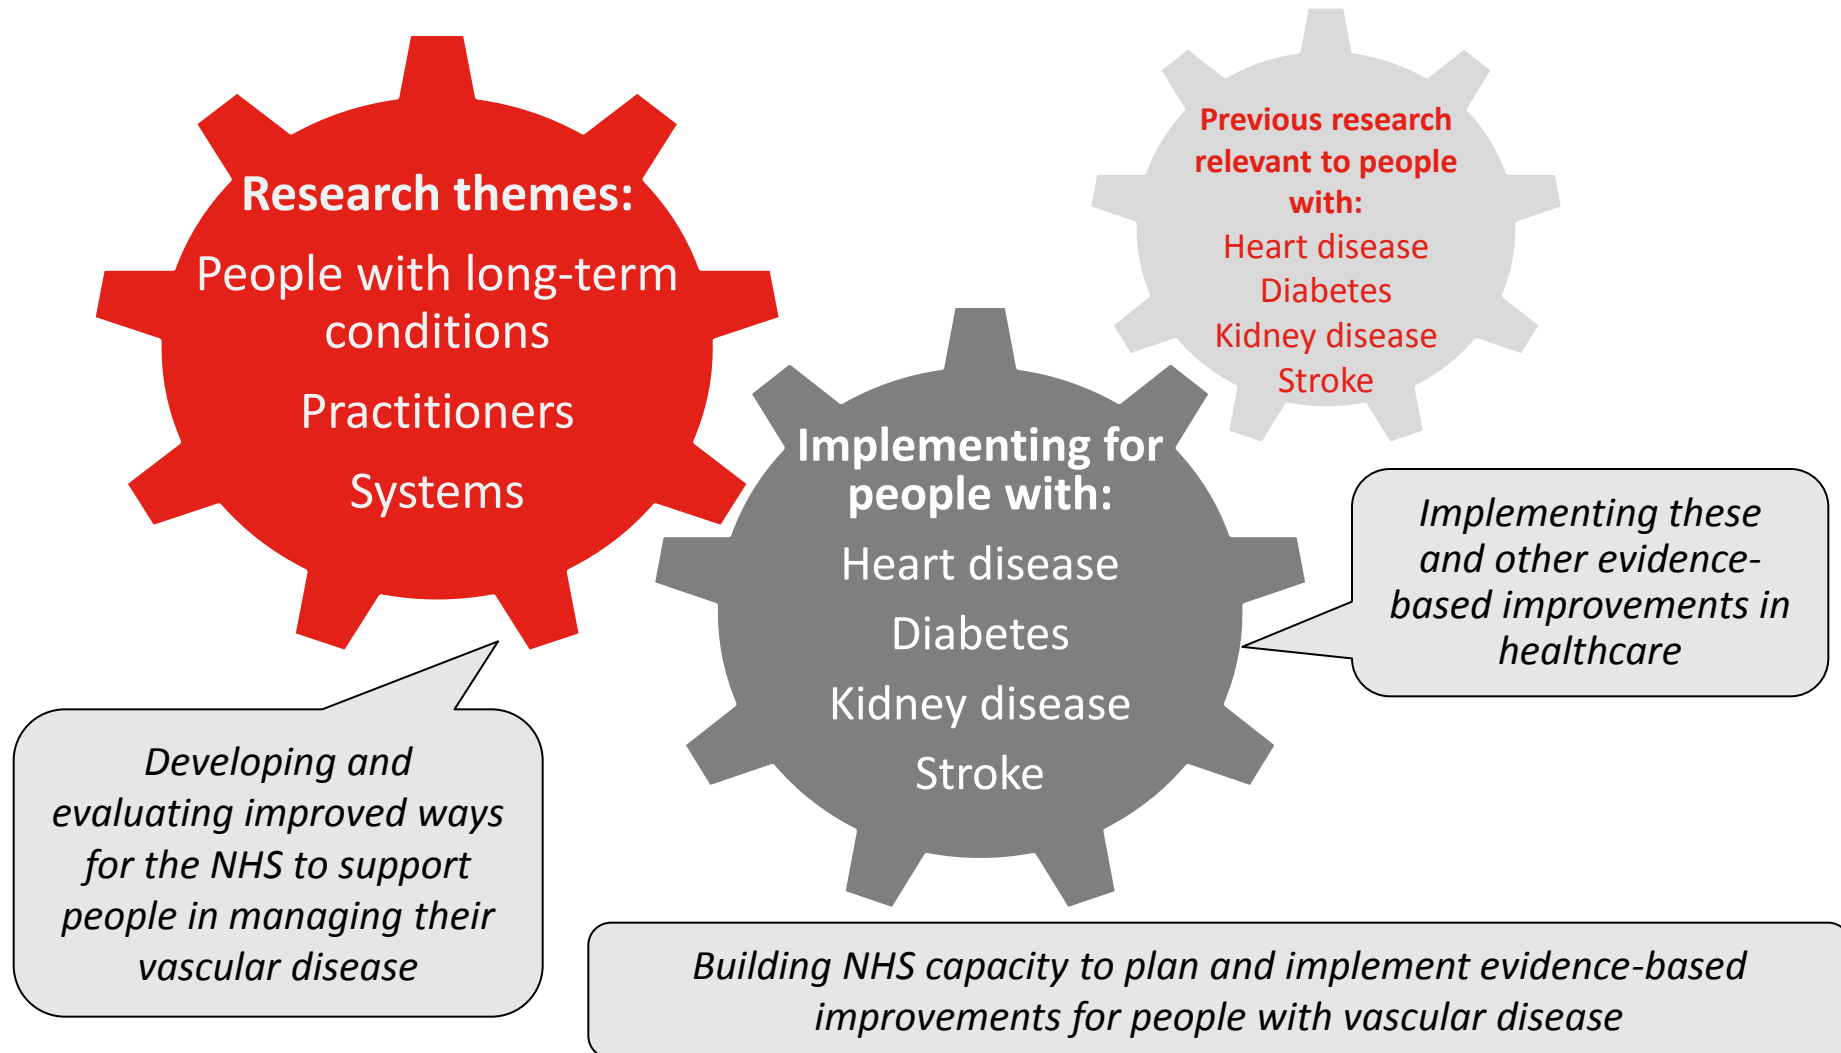 Research themes:
People with long-term
conditions
Practitioners
Systems
Previous research
relevant to people
with:
Heart disease
Diabetes
Kidney disease
Stroke
Implementing for
people with:
Heart disease
Diabetes
Kidney disease
Stroke
Implementing these
and other evidence-
based improvements in
healthcare
Developing and
evaluating improved ways
for the NHS to support
people in managing their
vascular disease
Building NHS capacity to plan and implement evidence-based
improvements for people with vascular disease